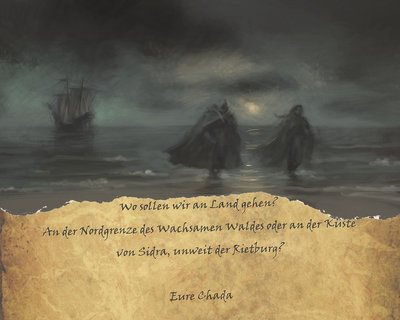 Wo sollen wir an Land gehen?
An der Nordgrenze des Wachsamen Waldes oder an der Küste
von Sidra, unweit der Rietburg?
Eure Chada